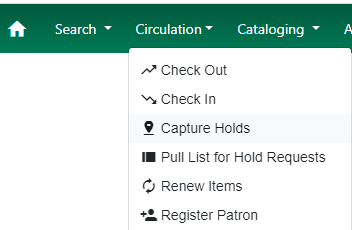 Search Circulation Cataloging A
Check Out
Check In
Capture Holds
Pull List for Hold Requests
Renew Items
Register Patron